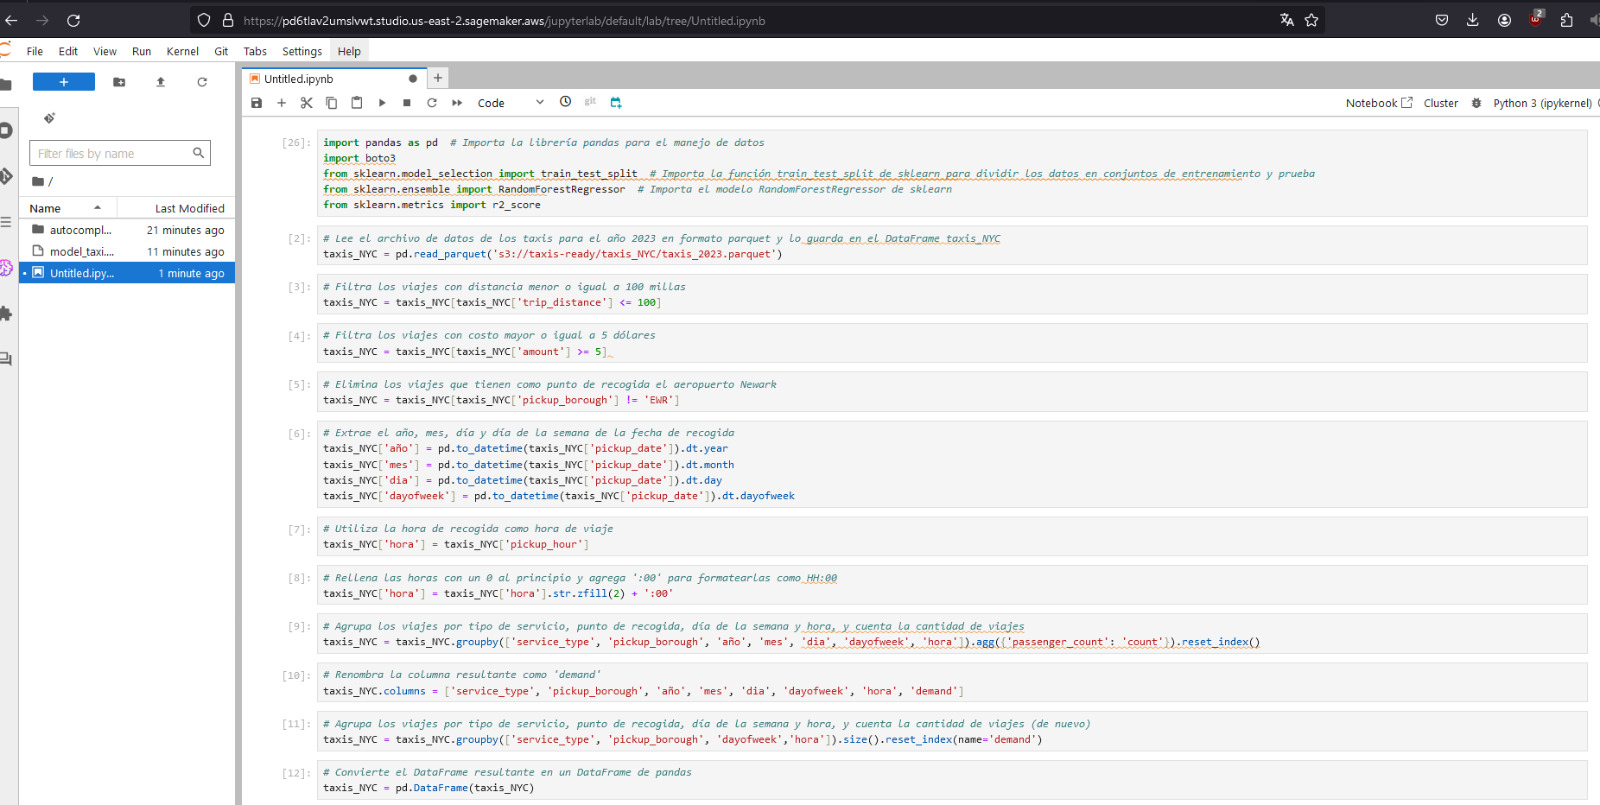 https://pd6tlav2umslvwt.studio.us-east-2.sagemaker.aws/jupyterlab/default/lab/tree/Untitled.ipynb
2
File Edit View Run Kernel Git Tabs Settings Help
+
Filter files by name
/
Name Last Modified
autocompl... 21 minutes ago
model_taxi.... 11 minutes ago
Untitled.ipy... 1 minute ago
Untitled.ipynb
Code
git
Notebook Cluster Python 3 (ipykernel)
[26]: import pandas as pd # Importa la librería pandas para el manejo de datos
import boto3
from sklearn.model_selection import train_test_split # Importa la función train_test_split de sklearn para dividir los datos en conjuntos de entrenamiento y prueba
from sklearn.ensemble import RandomForestRegressor # Importa el modelo RandomForestRegressor de sklearn
from sklearn.metrics import r2_score
[2]: # Lee el archivo de datos de los taxis para el año 2023 en formato parquet y lo guarda en el DataFrame taxis_NYC
taxis_NYC = pd.read_parquet('s3://taxis-ready/taxis_NYC/taxis_2023.parquet')
[3]: # Filtra los viajes con distancia menor o igual a 100 millas
taxis_NYC = taxis_NYC[taxis_NYC['trip_distance'] <= 100]
[4]: # Filtra los viajes con costo mayor o igual a 5 dólares
taxis_NYC = taxis_NYC[taxis_NYC['amount'] >= 5]
[5]: # Elimina los viajes que tienen como punto de recogida el aeropuerto Newark
taxis_NYC = taxis_NYC[taxis_NYC['pickup_borough'] != 'EWR']
[6]: # Extrae el año, mes, día y día de la semana de la fecha de recogida
taxis_NYC['año'] = pd.to_datetime(taxis_NYC['pickup_date']).dt.year
taxis_NYC['mes'] = pd.to_datetime(taxis_NYC['pickup_date']).dt.month
taxis_NYC['dia'] = pd.to_datetime(taxis_NYC['pickup_date']).dt.day
taxis_NYC['dayofweek'] = pd.to_datetime(taxis_NYC['pickup_date']).dt.dayofweek
[7]: # Utiliza la hora de recogida como hora de viaje
taxis_NYC['hora'] = taxis_NYC['pickup_hour']
[8]: # Rellena las horas con un 0 al principio y agrega ':00' para formatearlas como HH:00
taxis_NYC['hora'] = taxis_NYC['hora'].str.zfill(2) + ':00'
[9]: # Agrupa los viajes por tipo de servicio, punto de recogida, día de la semana y hora, y cuenta la cantidad de viajes
taxis_NYC = taxis_NYC.groupby(['service_type', 'pickup_borough', 'año', 'mes', 'dia', 'dayofweek', 'hora']).agg({'passenger_count': 'count'}).reset_index()
[10]: # Renombra la columna resultante como 'demand'
taxis_NYC.columns = ['service_type', 'pickup_borough', 'año', 'mes', 'dia', 'dayofweek', 'hora', 'demand']
[11]: # Agrupa los viajes por tipo de servicio, punto de recogida, día de la semana y hora, y cuenta la cantidad de viajes (de nuevo)
taxis_NYC = taxis_NYC.groupby(['service_type', 'pickup_borough', 'dayofweek','hora']).size().reset_index(name='demand')
[12]: # Convierte el DataFrame resultante en un DataFrame de pandas
taxis_NYC = pd.DataFrame(taxis_NYC)